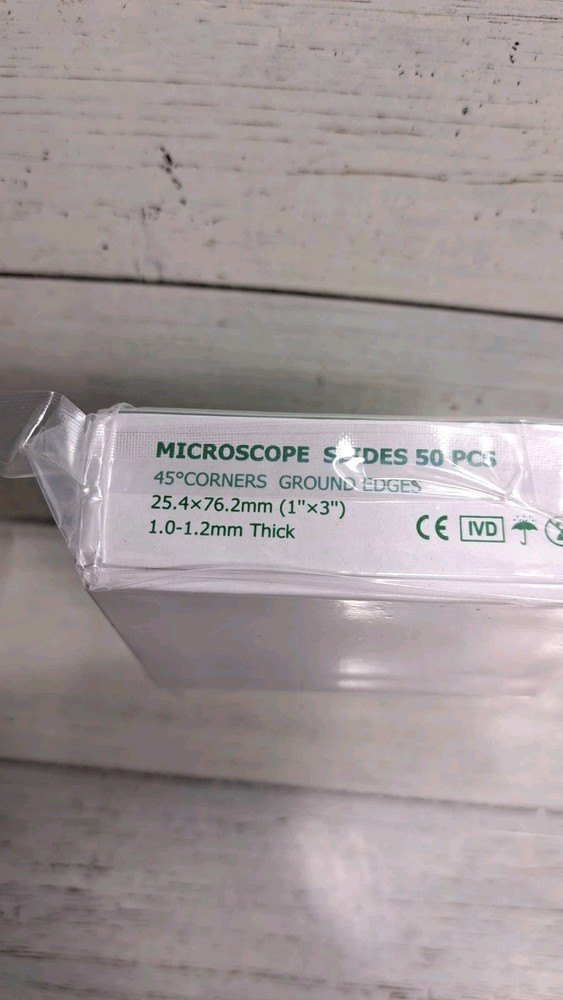 MICROSCOPE SLIDES 50 PCS
45°CORNERS GROUND EDGES
25.4×76.2mm (1"×3")
1.0-1.2mm Thick
CE IVD